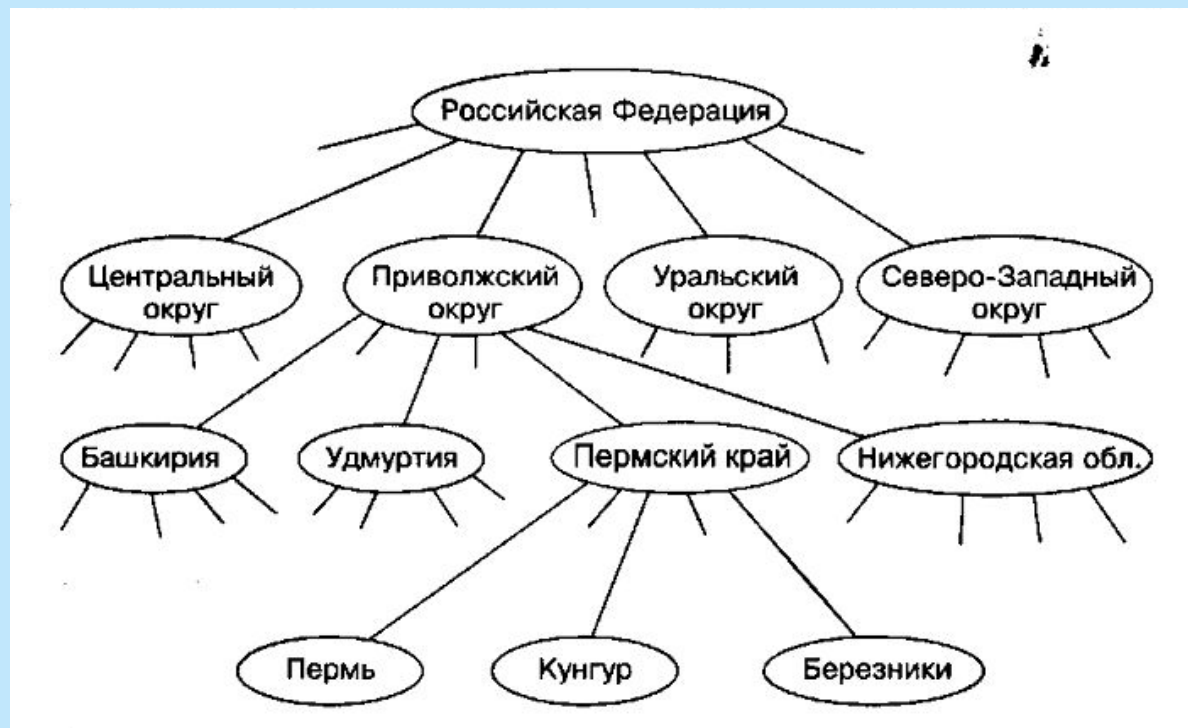 Российская Федерация
Центральный
округ
Приволжский
округ
Уральский
округ
Северо-Западный
округ
Башкирия
Удмуртия
Пермский край
Нижегородская обл.
Пермь
Кунгур
Березники